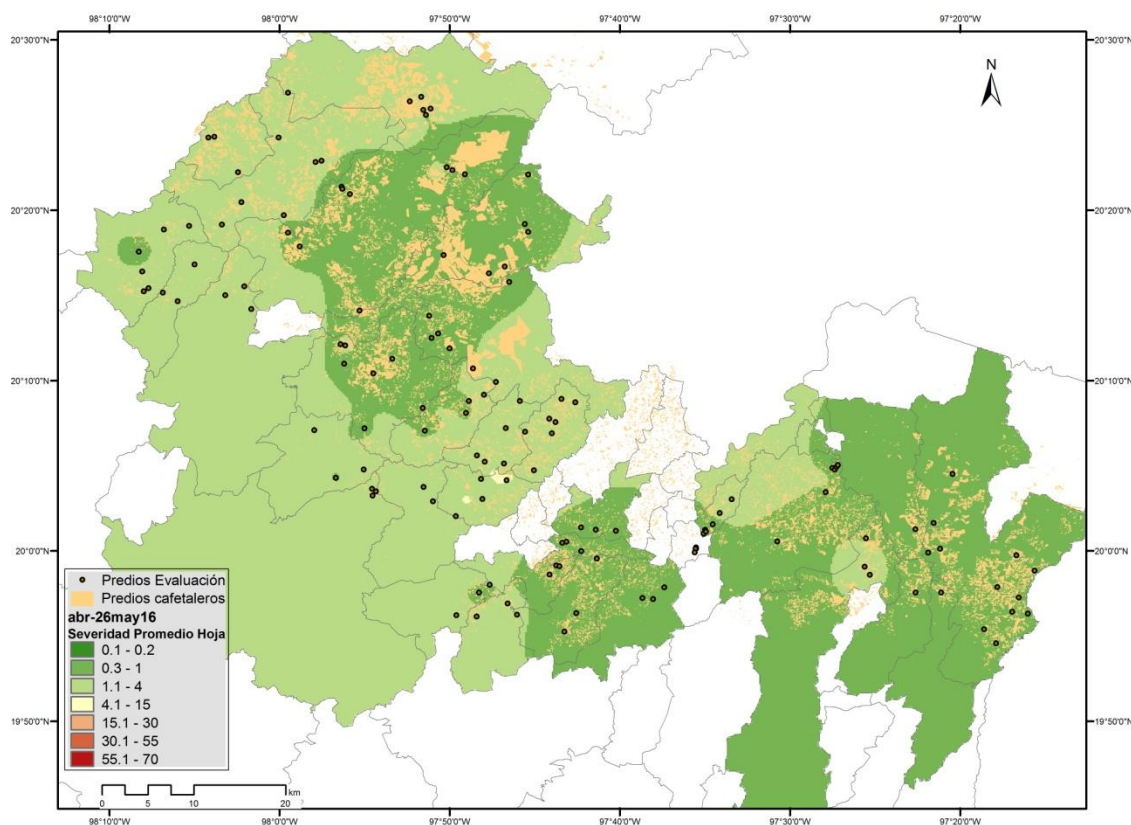 98°10'0"W 98°0'0"W 97°50'0"W 97°40'0"W 97°30'0"W 97°20'0"W
20°30'0"N 20°30'0"N
N
20°20'0"N 20°20'0"N
20°10'0"N 20°10'0"N
20°0'0"N 20°0'0"N
19°50'0"N 19°50'0"N
Predios Evaluación
Predios cafetaleros
abr-26may16
Severidad Promedio Hoja
0.1 - 0.2
0.3 - 1
1.1 - 4
4.1 - 15
15.1 - 30
30.1 - 55
55.1 - 70
km
0 5 10 20
98°10'0"W 98°0'0"W 97°50'0"W 97°40'0"W 97°30'0"W 97°20'0"W